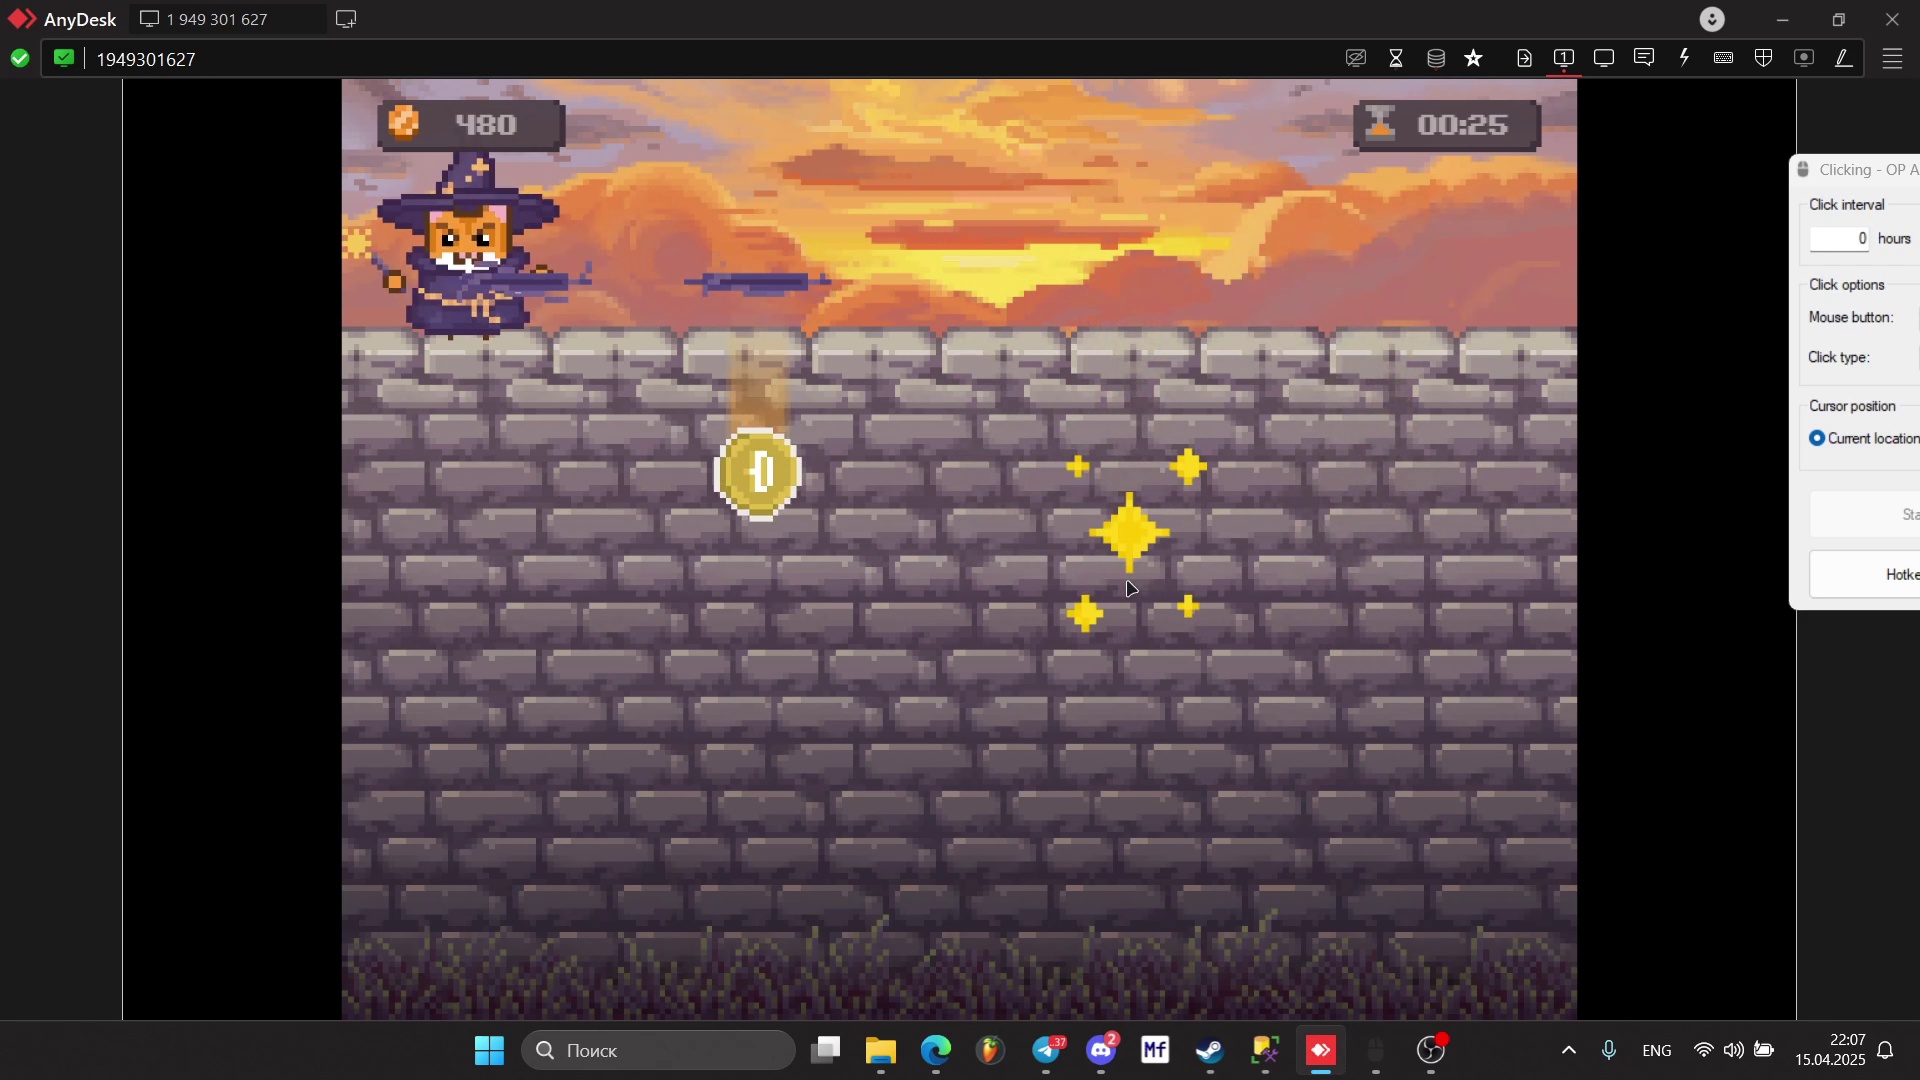 AnyDesk
1 949 301 627
1949301627
480
00:25
Clicking - OP A
Click interval
0 hours
Click options
Mouse button:
Click type:
Cursor position
Current location
Sta
Hotke
Поиск
37
2
Mf
ENG
22:07
15.04.2025